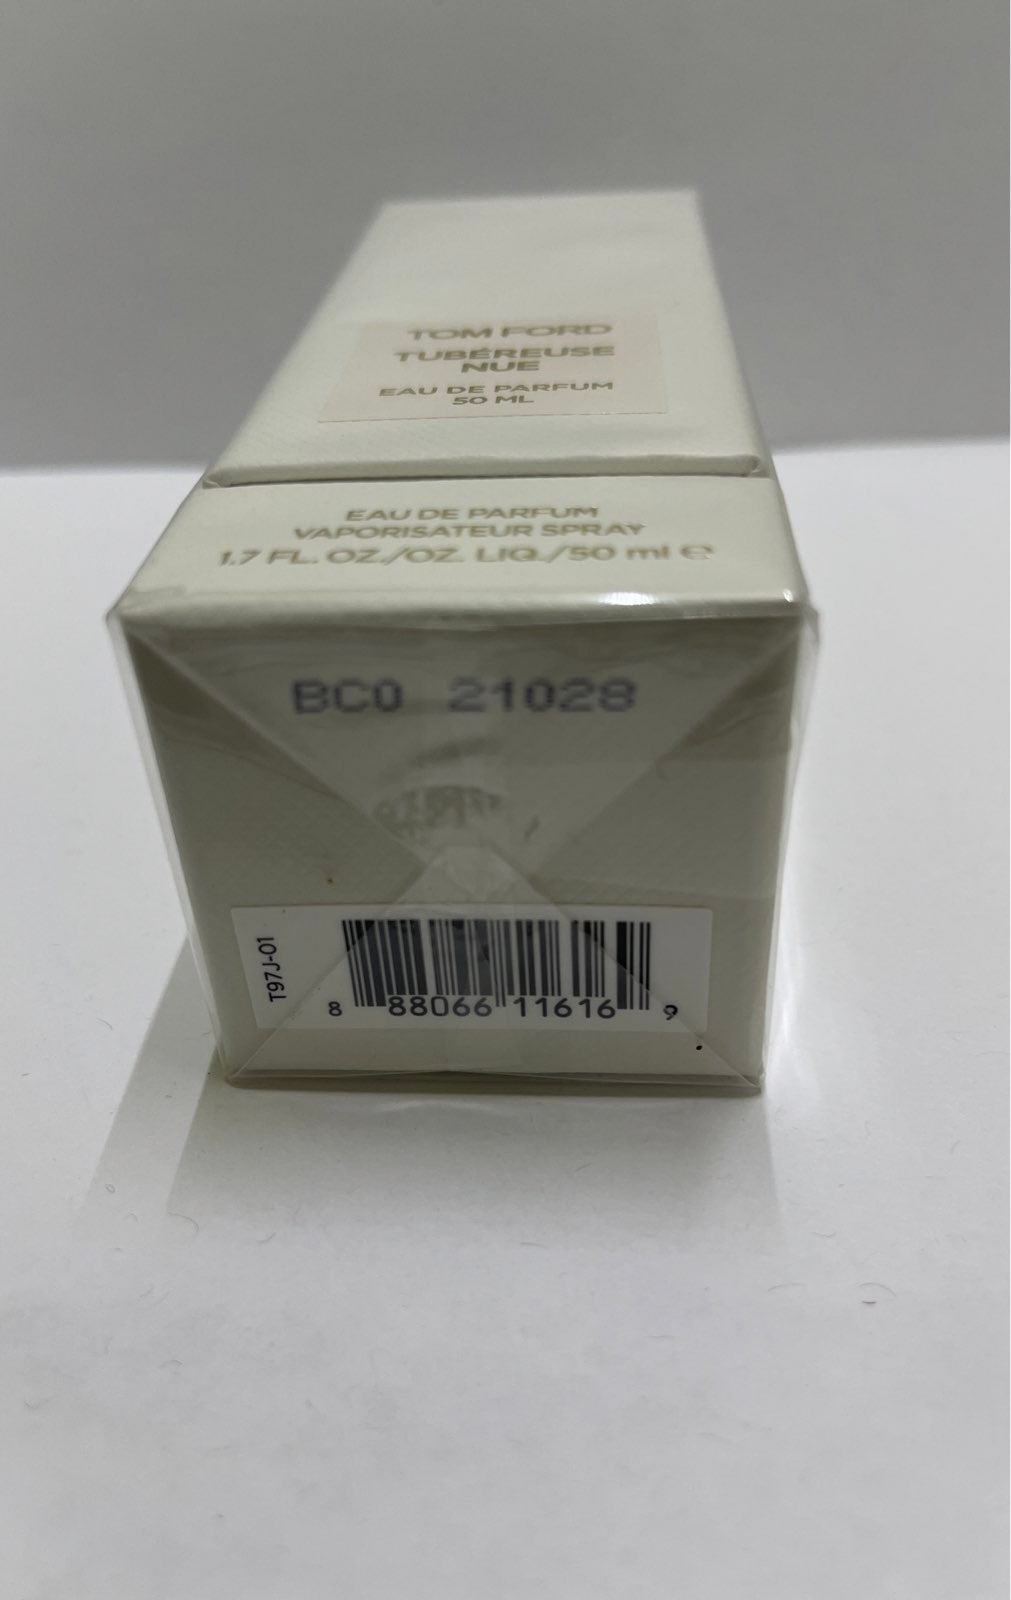 TOM FORD
TUBÉREUSE
NUE
EAU DE PARFUM
50 ML
EAU DE PARFUM
VAPORISATEUR SPRAY
1.7 FL. OZ./OZ. LIQ./50 ml ℮
BC0 21028
T97J-01
8 88066 11616 9